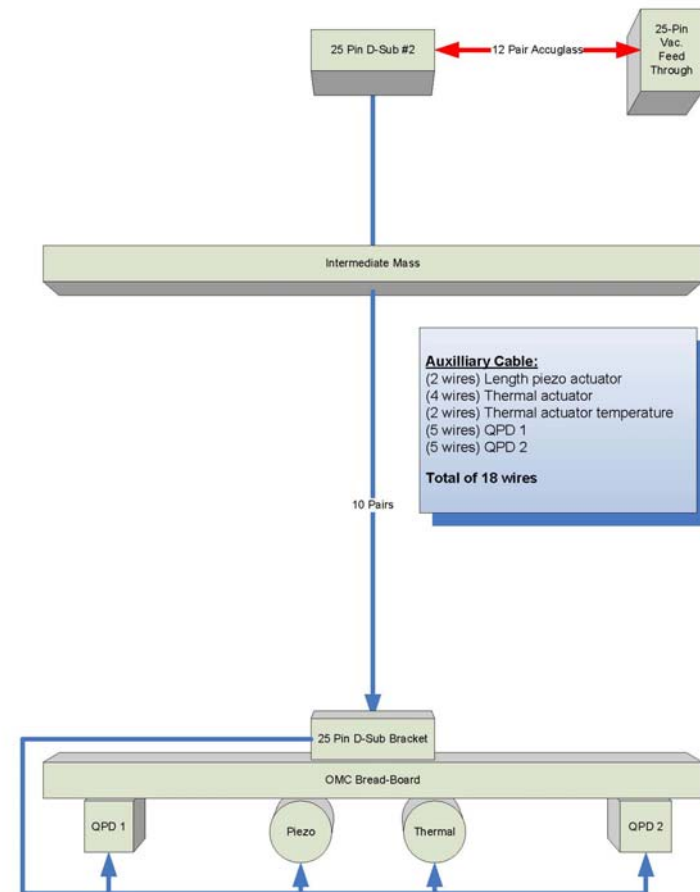 25 Pin D-Sub #2
12 Pair Accuglass
25-Pin
Vac.
Feed
Through
Intermediate Mass
Auxilliary Cable:
(2 wires) Length piezo actuator
(4 wires) Thermal actuator
(2 wires) Thermal actuator temperature
(5 wires) QPD 1
(5 wires) QPD 2
Total of 18 wires
10 Pairs
25 Pin D-Sub Bracket
OMC Bread-Board
QPD 1
Piezo
Thermal
QPD 2